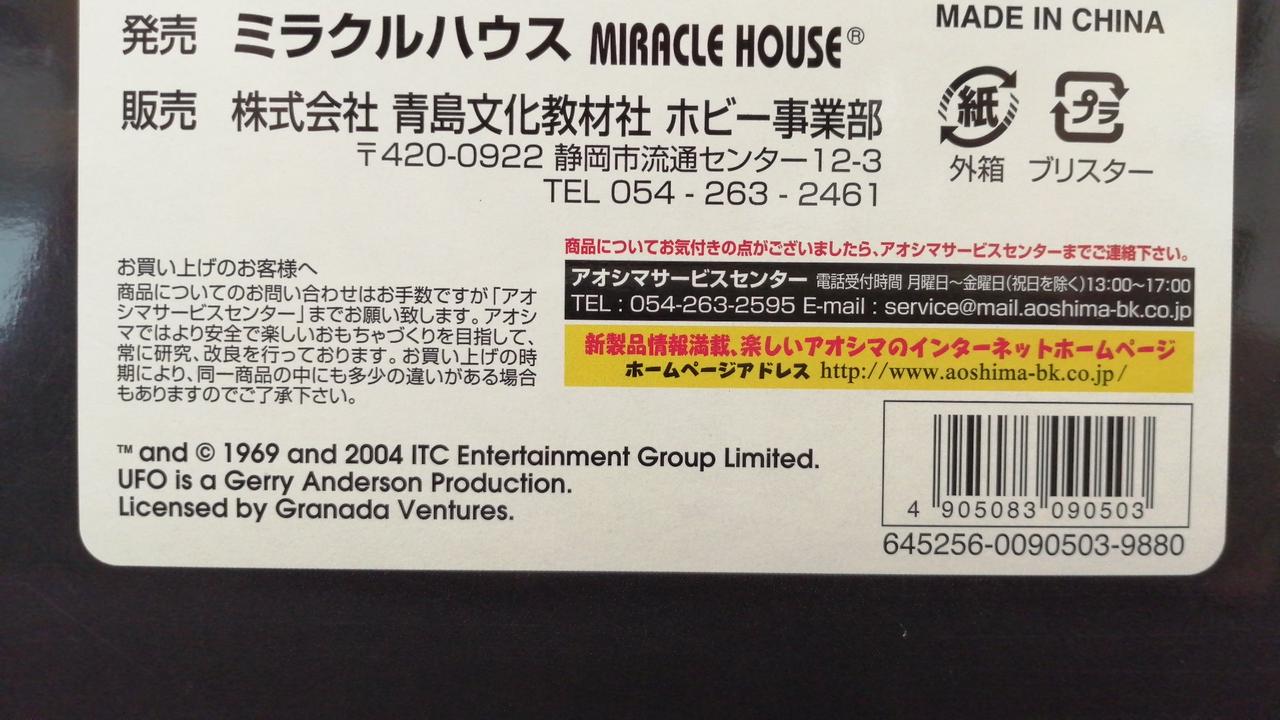 発売 ミラクルハウス MIRACLE HOUSE®
販売 株式会社 青島文化教材社 ホビー事業部
〒420-0922 静岡市流通センター12-3
TEL 054 - 263 - 2461
MADE IN CHINA
紙 プラ
外箱 ブリスター
商品についてお気付きの点がございましたら、アオシマサービスセンターまでご連絡下さい。
アオシマサービスセンター 電話受付時間 月曜日〜金曜日(祝日を除く)13:00〜17:00
TEL : 054-263-2595 E-mail : service@mail.aoshima-bk.co.jp
新製品情報満載、楽しいアオシマのインターネットホームページ
ホームページアドレス http://www.aoshima-bk.co.jp/
お買い上げのお客様へ
商品についてのお問い合わせはお手数ですが「アオ
シマサービスセンター」までお願い致します。アオシ
マではより安全で楽しいおもちゃづくりを目指して、
常に研究、改良を行っております。お買い上げの時
期により、同一商品の中にも多少の違いがある場合
もありますのでご了承下さい。
™ and © 1969 and 2004 ITC Entertainment Group Limited.
UFO is a Gerry Anderson Production.
Licensed by Granada Ventures.
4 905083 090503
645256-0090503-9880